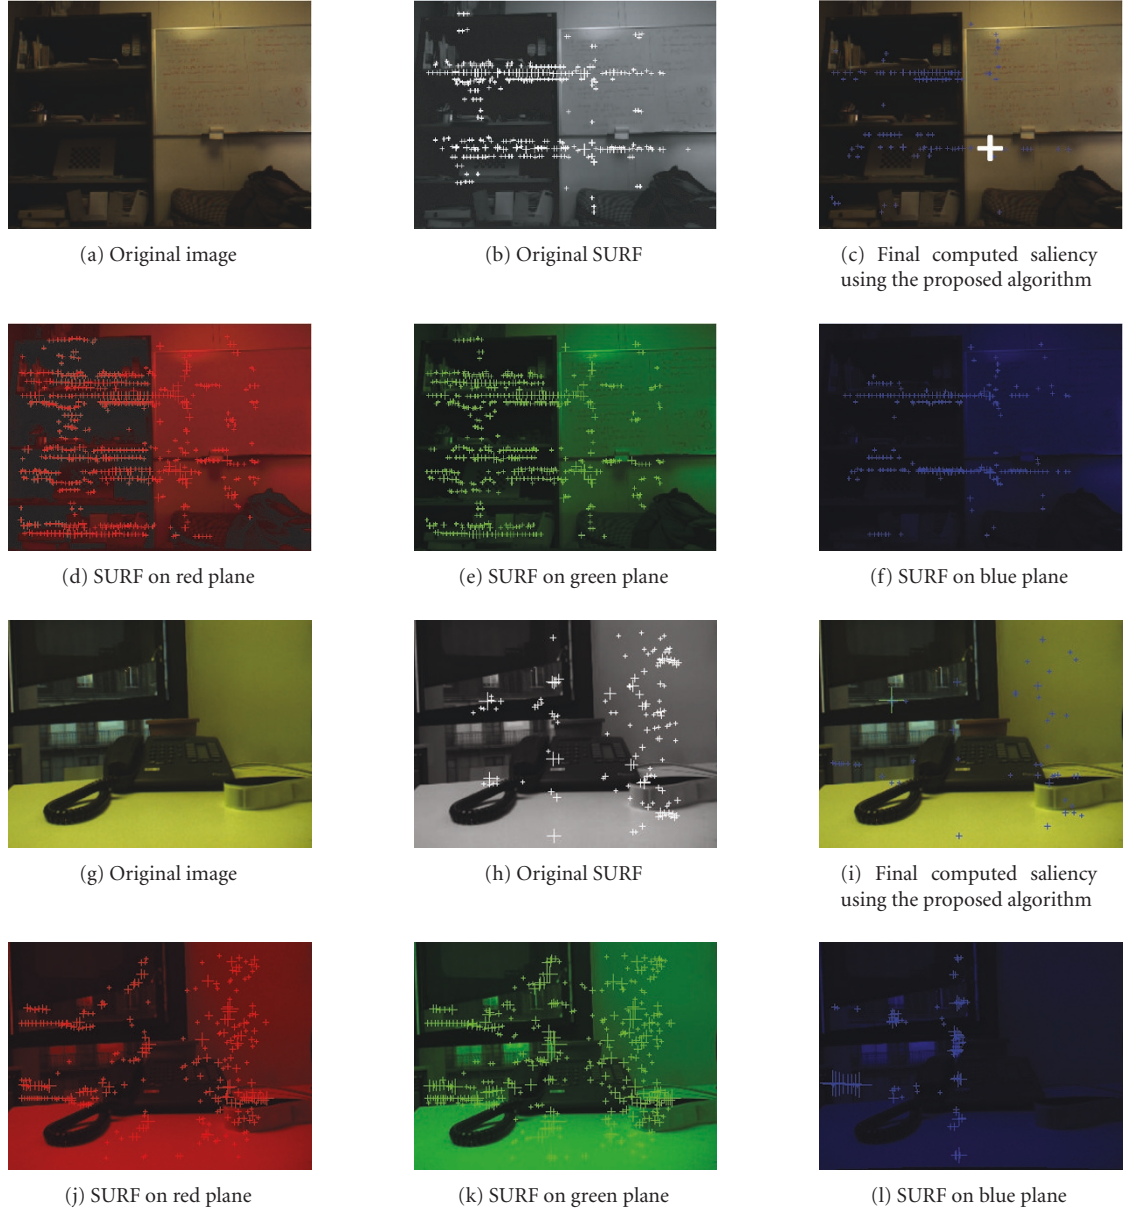 (a) Original image
(b) Original SURF
(c) Final computed saliency
using the proposed algorithm
(d) SURF on red plane
(e) SURF on green plane
(f) SURF on blue plane
(g) Original image
(h) Original SURF
(i) Final computed saliency
using the proposed algorithm
(j) SURF on red plane
(k) SURF on green plane
(l) SURF on blue plane